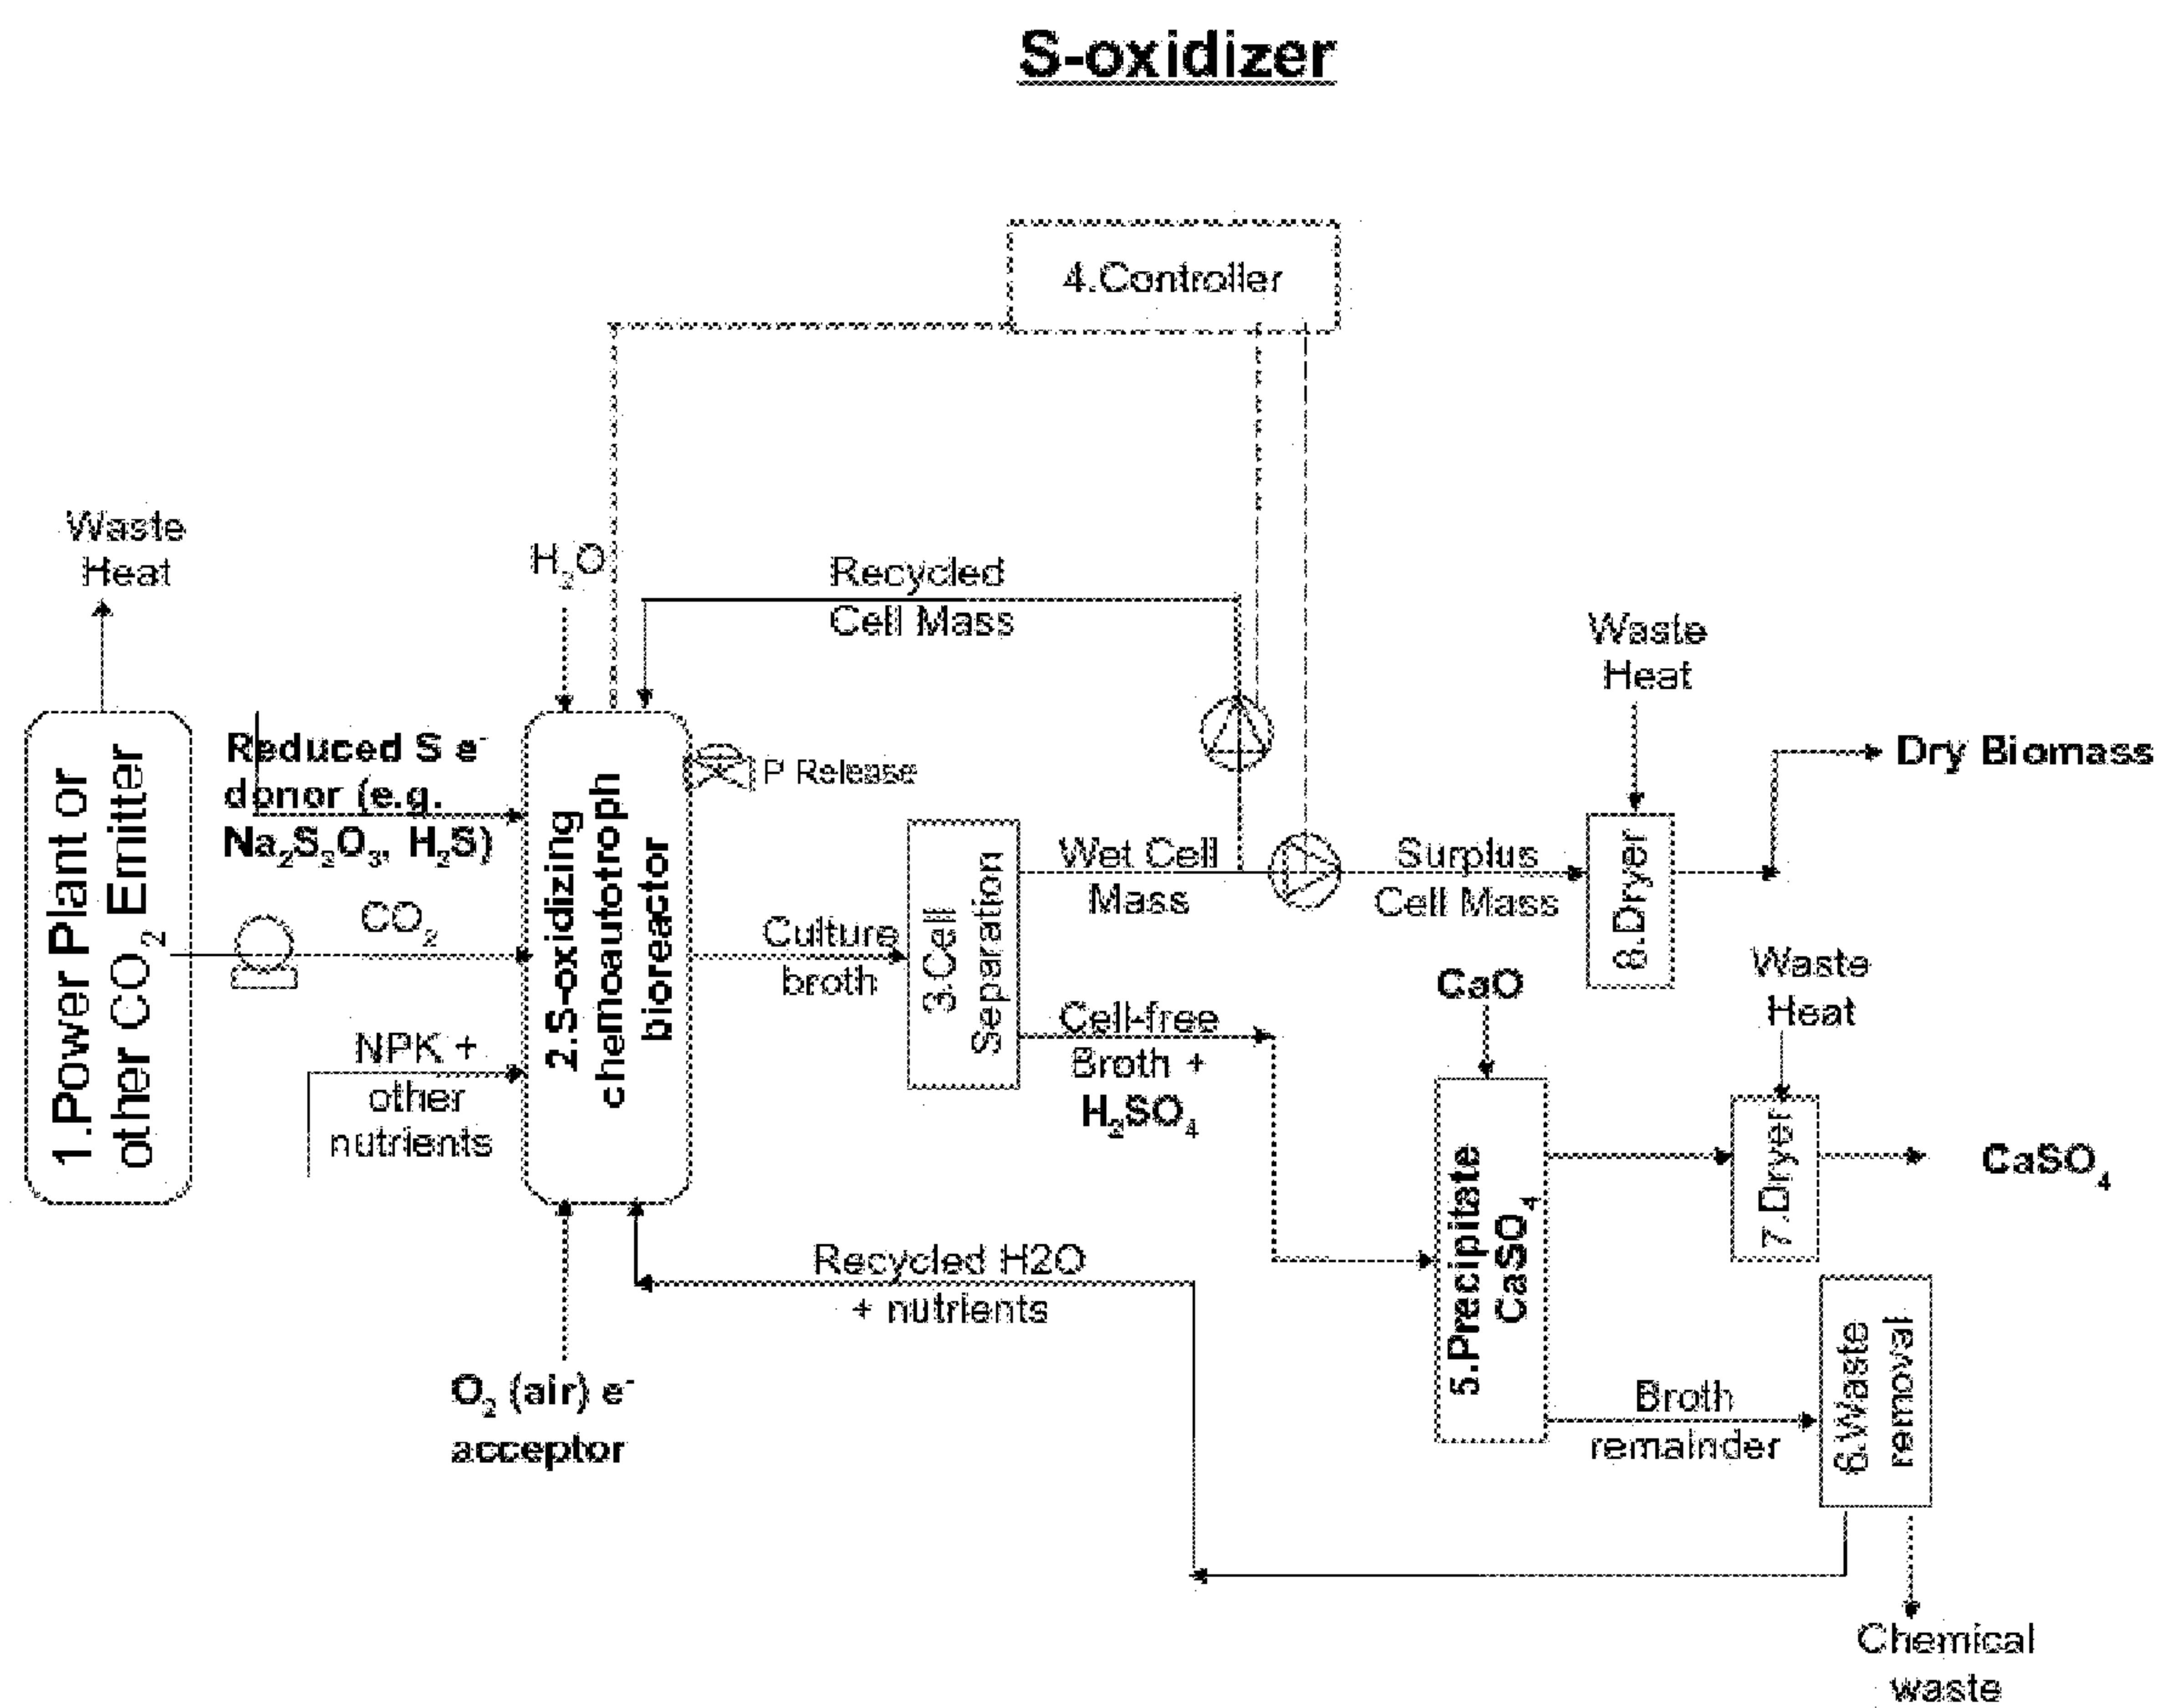 S-oxidizer
4.Controller
Waste
Heat
H₂O
Recycled
Cell Mass
Waste
Heat
1.Power Plant or
other CO₂ Emitter
Reduced S e⁻
donor (e.g.
Na₂S₂O₃, H₂S)
2.S-oxidizing
chemoautotroph
bioreactor
P Release
Dry Biomass
CO₂
Culture
broth
3.Cell
Separation
Wet Cell
Mass
Surplus
Cell Mass
8.Dryer
NPK +
other
nutrients
Cell-free
Broth +
H₂SO₄
CaO
Waste
Heat
5.Precipitate
CaSO₄
7.Dryer
CaSO₄
Recycled H2O
+ nutrients
O₂ (air) e⁻
acceptor
Broth
remainder
6.Waste
removal
Chemical
waste